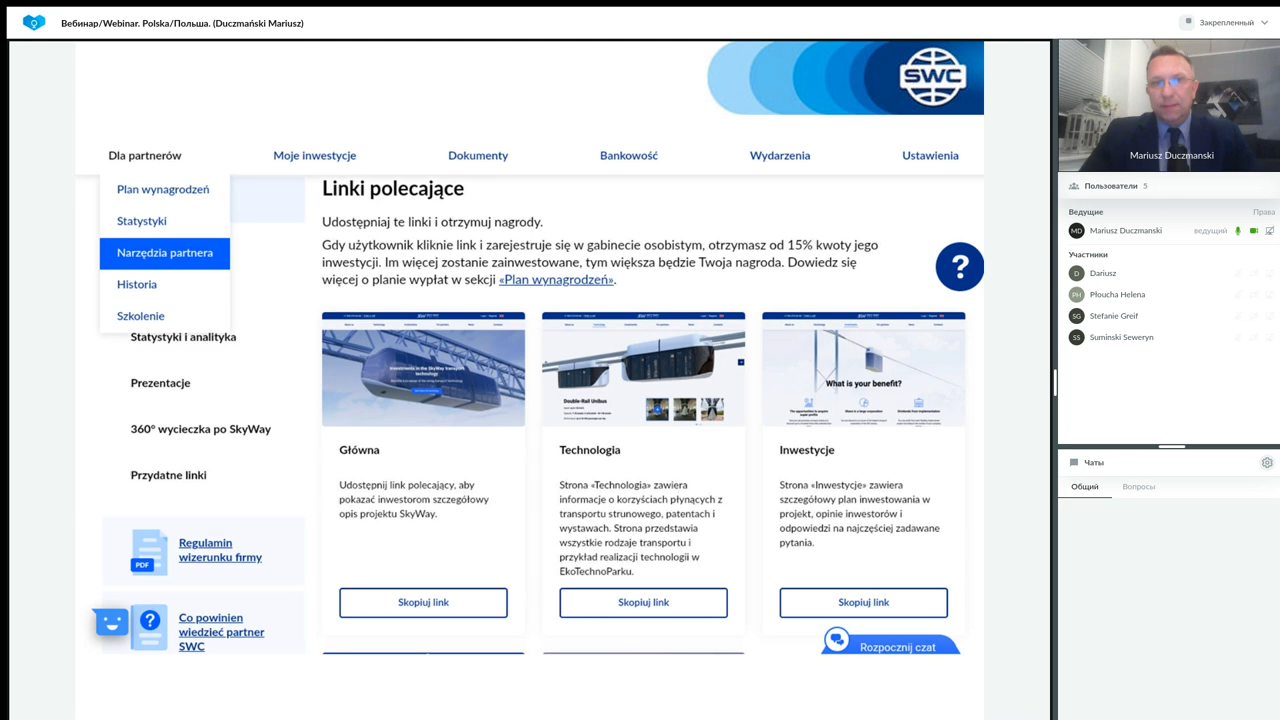 Вебинар/Webinar. Polska/Польша. (Duczmański Mariusz)
Закрепленный
SWC
Dla partnerów
Moje inwestycje
Dokumenty
Bankowość
Wydarzenia
Ustawienia
Plan wynagrodzeń
Statystyki
Narzędzia partnera
Historia
Szkolenie
Statystyki i analityka
Prezentacje
360° wycieczka po SkyWay
Przydatne linki
PDF
Regulamin
wizerunku firmy
?
Co powinien
wiedzieć partner
SWC
Linki polecające
Udostępniaj te linki i otrzymuj nagrody.
Gdy użytkownik kliknie link i zarejestruje się w gabinecie osobistym, otrzymasz od 15% kwoty jego
inwestycji. Im więcej zostanie zainwestowane, tym większa będzie Twoja nagroda. Dowiedz się
więcej o planie wypłat w sekcji «Plan wynagrodzeń».
?
Investments in the SkyWay transport
technology
Główna
Udostępnij link polecający, aby
pokazać inwestorom szczegółowy
opis projektu SkyWay.
Skopiuj link
Double-Rail Unibus
Technologia
Strona «Technologia» zawiera
informacje o korzyściach płynących z
transportu strunowego, patentach i
wystawach. Strona przedstawia
wszystkie rodzaje transportu i
przykład realizacji technologii w
EkoTechnoParku.
Skopiuj link
What is your benefit?
Inwestycje
Strona «Inwestycje» zawiera
szczegółowy plan inwestowania w
projekt, opinie inwestorów i
odpowiedzi na najczęściej zadawane
pytania.
Skopiuj link
Rozpocznij czat
Mariusz Duczmanski
Пользователи 5
Ведущие
Права
MD Mariusz Duczmanski ведущий
Участники
D Dariusz
PH Płoucha Helena
SG Stefanie Greif
SS Suminski Seweryn
Чаты
Общий
Вопросы